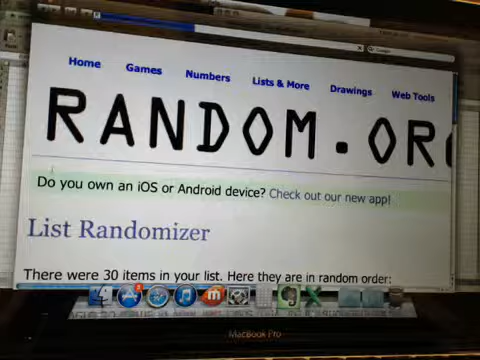 Home Games Numbers Lists & More Drawings Web Tools
RANDOM.OR
Do you own an iOS or Android device? Check out our new app!
List Randomizer
There were 30 items in your list. Here they are in random order:
MacBook Pro